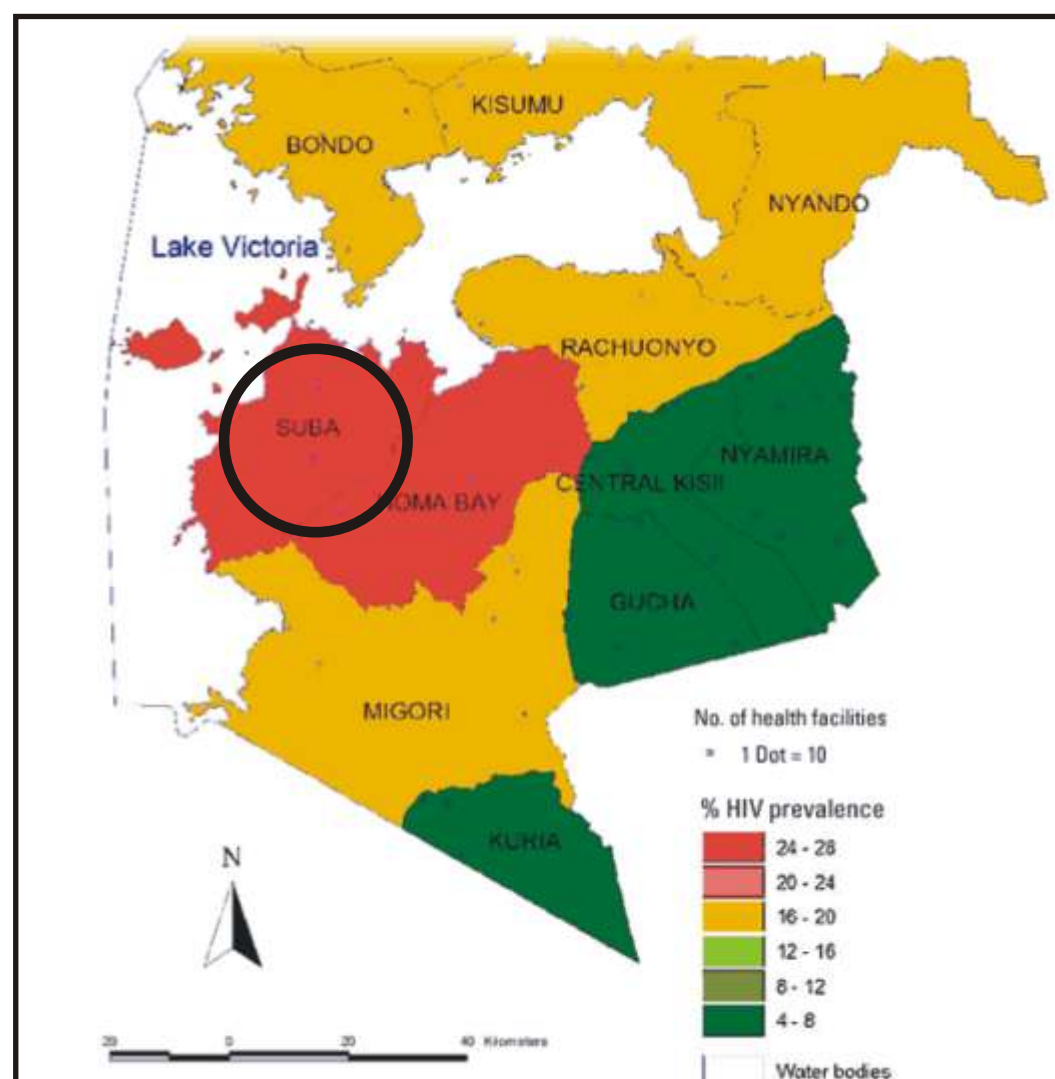 KISUMU
BONDO
NYANDO
Lake Victoria
RACHUONYO
SUBA
NYAMIRA
CENTRAL KISII
HOMA BAY
GUCHA
MIGORI
No. of health facilities
1 Dot = 10
% HIV prevalence
24 - 28
20 - 24
16 - 20
12 - 16
8 - 12
4 - 8
KURIA
N
20 0 20 40 Kilometers
Water bodies